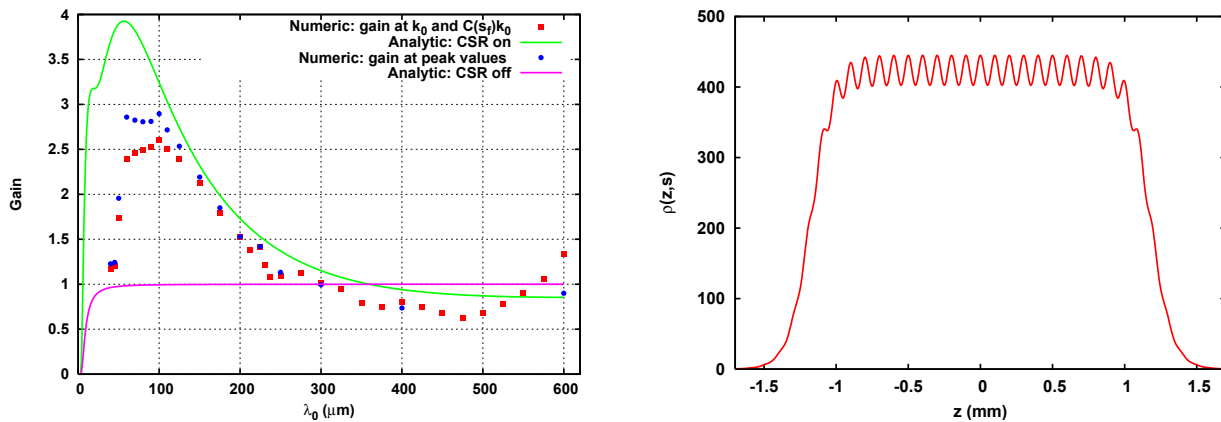 Numeric: gain at k0 and C(sf)k0
Analytic: CSR on
Numeric: gain at peak values
Analytic: CSR off
Gain
4
3.5
3
2.5
2
1.5
1
0.5
0
0 100 200 300 400 500 600
λ0 (μm)
ρ(z,s)
500
400
300
200
100
0
-1.5 -1 -0.5 0 0.5 1 1.5
z (mm)